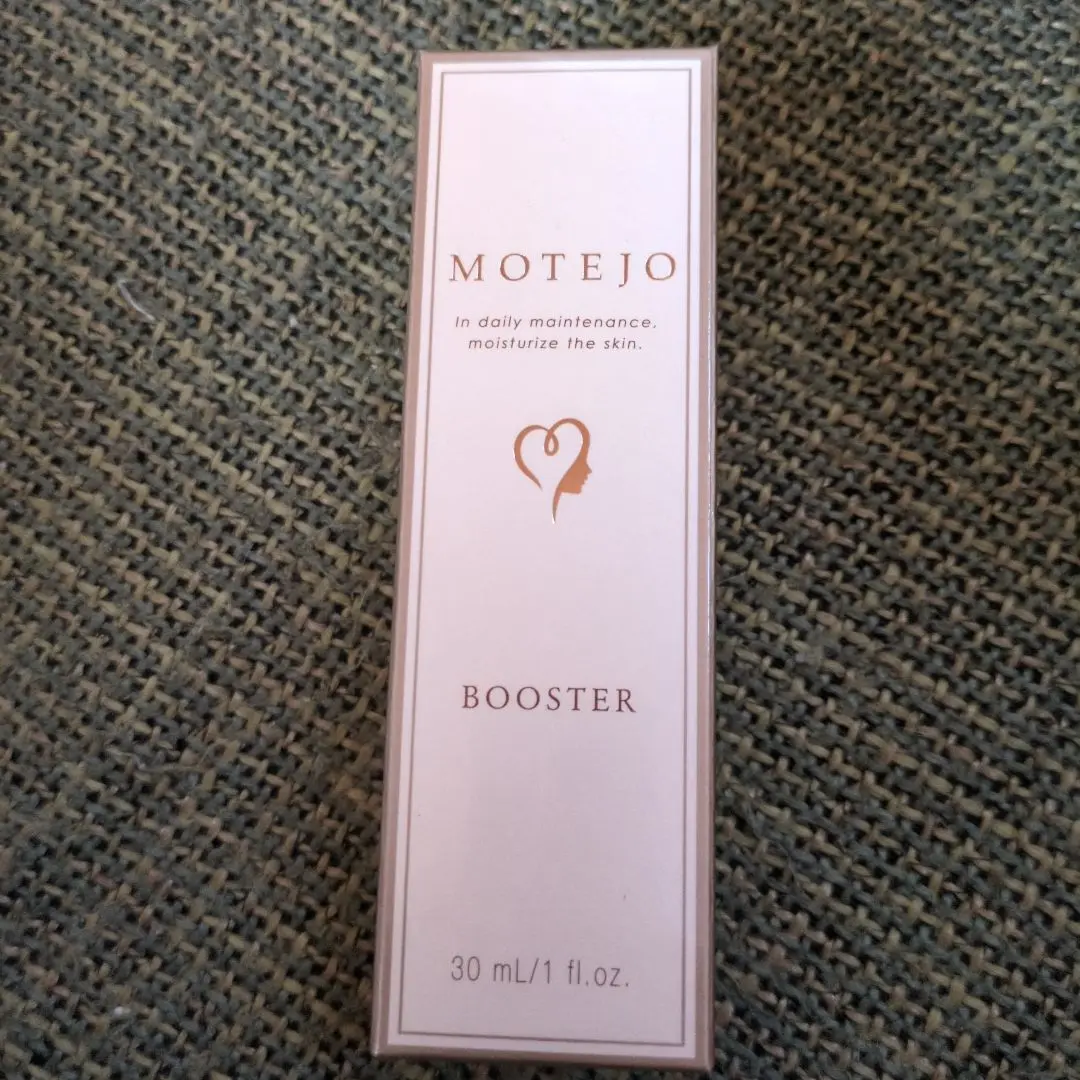 MOTEJO
In daily maintenance,
moisturize the skin.
BOOSTER
30 mL/1 fl.oz.